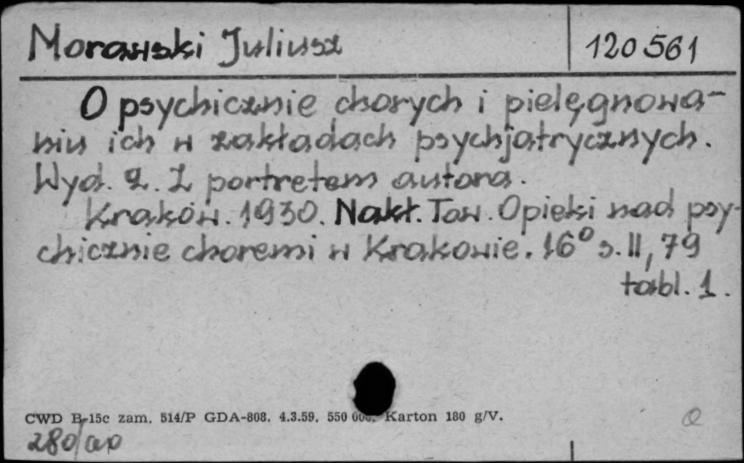 Morawski Juliusz
120561
O psychicznie chorych i pielęgnowa-
niu ich w zakładach psychjatrycznych.
Wyd. 2. Z portretem autora.
Kraków. 1930. Nakł. Tow. Opieki nad psy-
chicznie choremi w Krakowie. 16° s. II, 79
tabl. 1.
CWD B-15c zam. 514/P GDA-808. 4.3.59. 550 000. Karton 180 g/V.